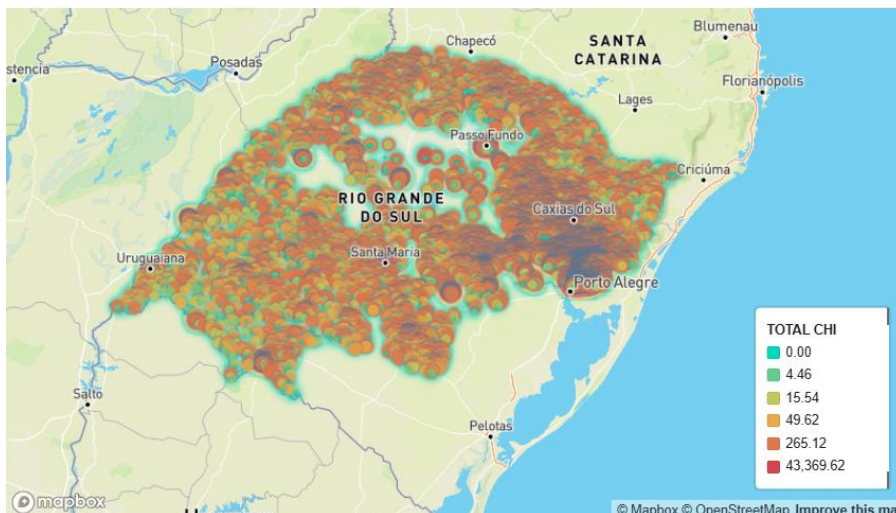 Blumenau
SANTA
CATARINA
Chapecó
Posadas
stencia
Florianópolis
Lages
Passo Fundo
Criciúma
RIO GRANDE
DO SUL
Caxias do Sul
Uruguaiana
Santa Maria
Porto Alegre
Salto
Pelotas
TOTAL CHI
0.00
4.46
15.54
49.62
265.12
43,369.62
mapbox
© Mapbox © OpenStreetMap Improve this ma